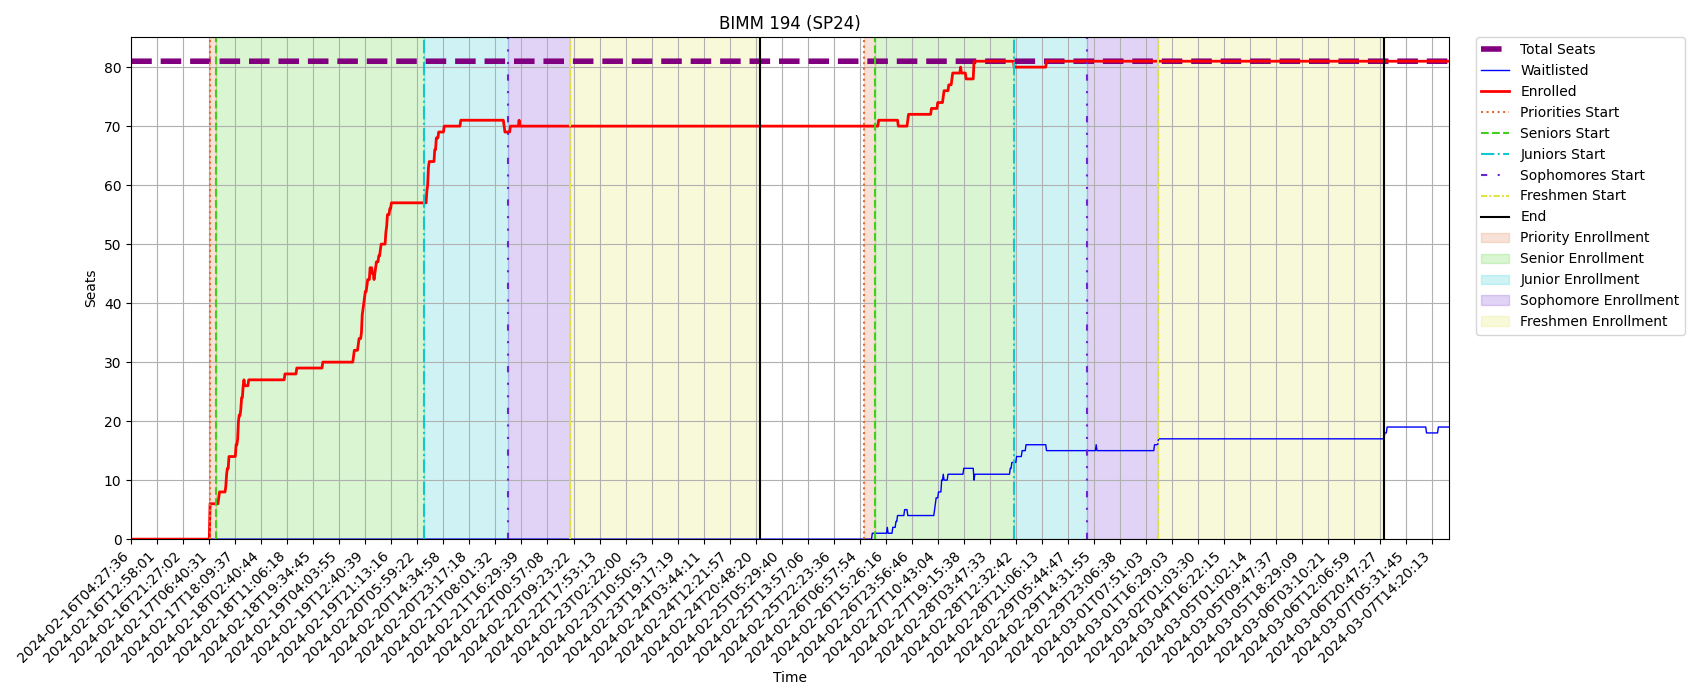 BIMM 194 (SP24)
Total Seats
Waitlisted
Enrolled
Priorities Start
Seniors Start
Juniors Start
Sophomores Start
Freshmen Start
End
Priority Enrollment
Senior Enrollment
Junior Enrollment
Sophomore Enrollment
Freshmen Enrollment
Seats
80
70
60
50
40
30
20
10
0
2024-02-16T04:27:36
2024-02-16T12:58:01
2024-02-16T21:27:02
2024-02-17T06:40:31
2024-02-17T18:09:37
2024-02-18T02:40:44
2024-02-18T11:06:18
2024-02-18T19:34:45
2024-02-19T04:03:55
2024-02-19T12:40:39
2024-02-19T21:13:16
2024-02-20T05:59:22
2024-02-20T14:34:58
2024-02-20T23:17:18
2024-02-21T08:01:32
2024-02-21T16:29:39
2024-02-22T00:57:08
2024-02-22T09:23:22
2024-02-22T17:53:13
2024-02-23T02:22:00
2024-02-23T10:50:53
2024-02-23T19:17:19
2024-02-24T03:44:11
2024-02-24T12:21:57
2024-02-24T20:48:20
2024-02-25T05:29:40
2024-02-25T13:57:06
2024-02-25T22:23:36
2024-02-26T06:57:54
2024-02-26T15:26:16
2024-02-26T23:56:46
2024-02-27T10:43:04
2024-02-27T19:15:38
2024-02-28T03:47:33
2024-02-28T12:32:42
2024-02-28T21:06:13
2024-02-29T05:44:47
2024-02-29T14:31:55
2024-02-29T23:06:38
2024-03-01T07:51:03
2024-03-01T16:29:03
2024-03-02T01:03:30
2024-03-04T16:22:15
2024-03-05T01:02:14
2024-03-05T09:47:37
2024-03-05T18:29:09
2024-03-06T03:10:21
2024-03-06T12:06:59
2024-03-06T20:47:27
2024-03-07T05:31:45
2024-03-07T14:20:13
Time